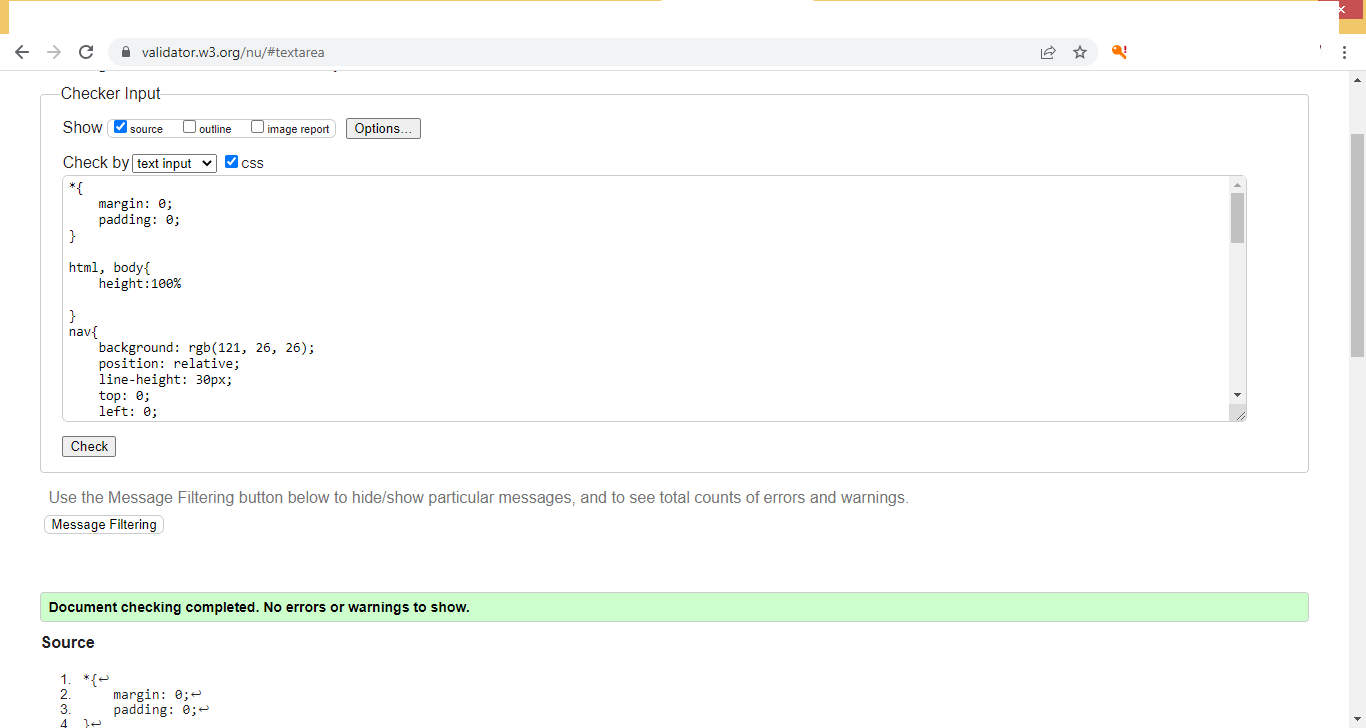 validator.w3.org/nu/#textarea
Checker Input
Show source outline image report Options...
Check by text input css
*{
margin: 0;
padding: 0;
}
html, body{
height:100%
}
nav{
background: rgb(121, 26, 26);
position: relative;
line-height: 30px;
top: 0;
left: 0;
Check
Use the Message Filtering button below to hide/show particular messages, and to see total counts of errors and warnings.
Message Filtering
Document checking completed. No errors or warnings to show.
Source
1. *{↩
2. margin: 0;↩
3. padding: 0;↩
4. }↩